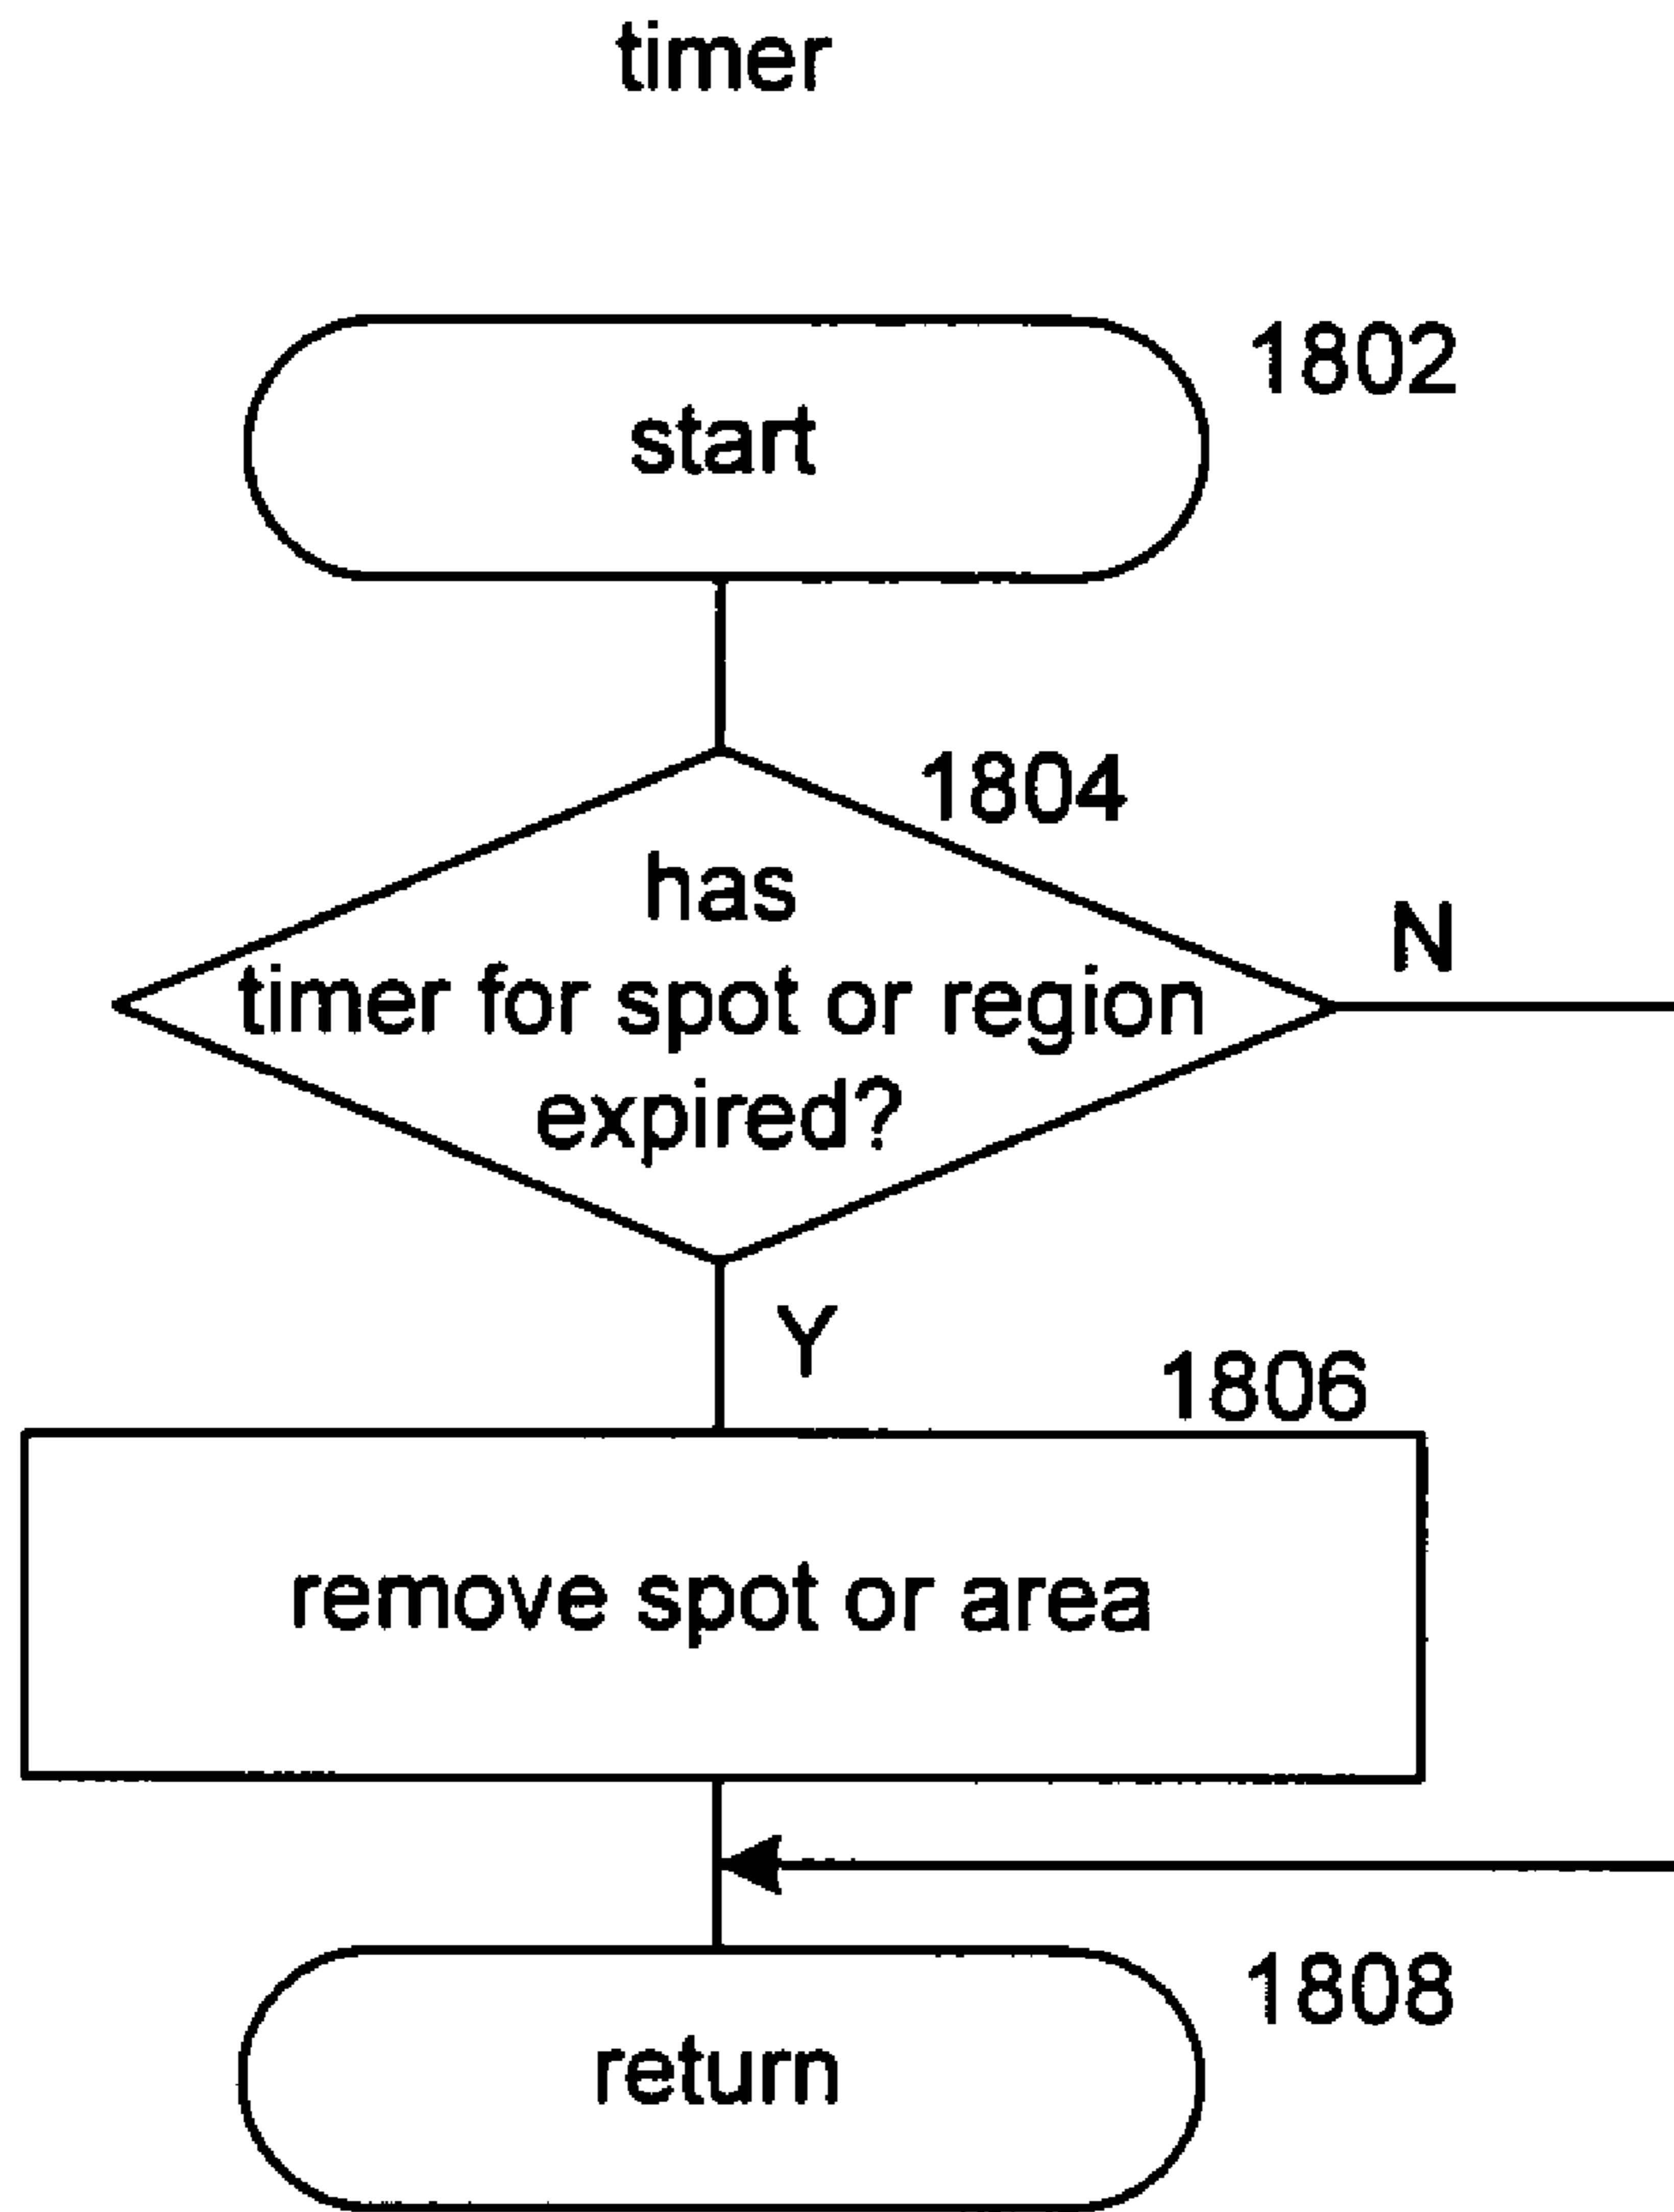 timer
start
1802
1804
has
timer for spot or region
expired?
N
Y
1806
remove spot or area
1808
return